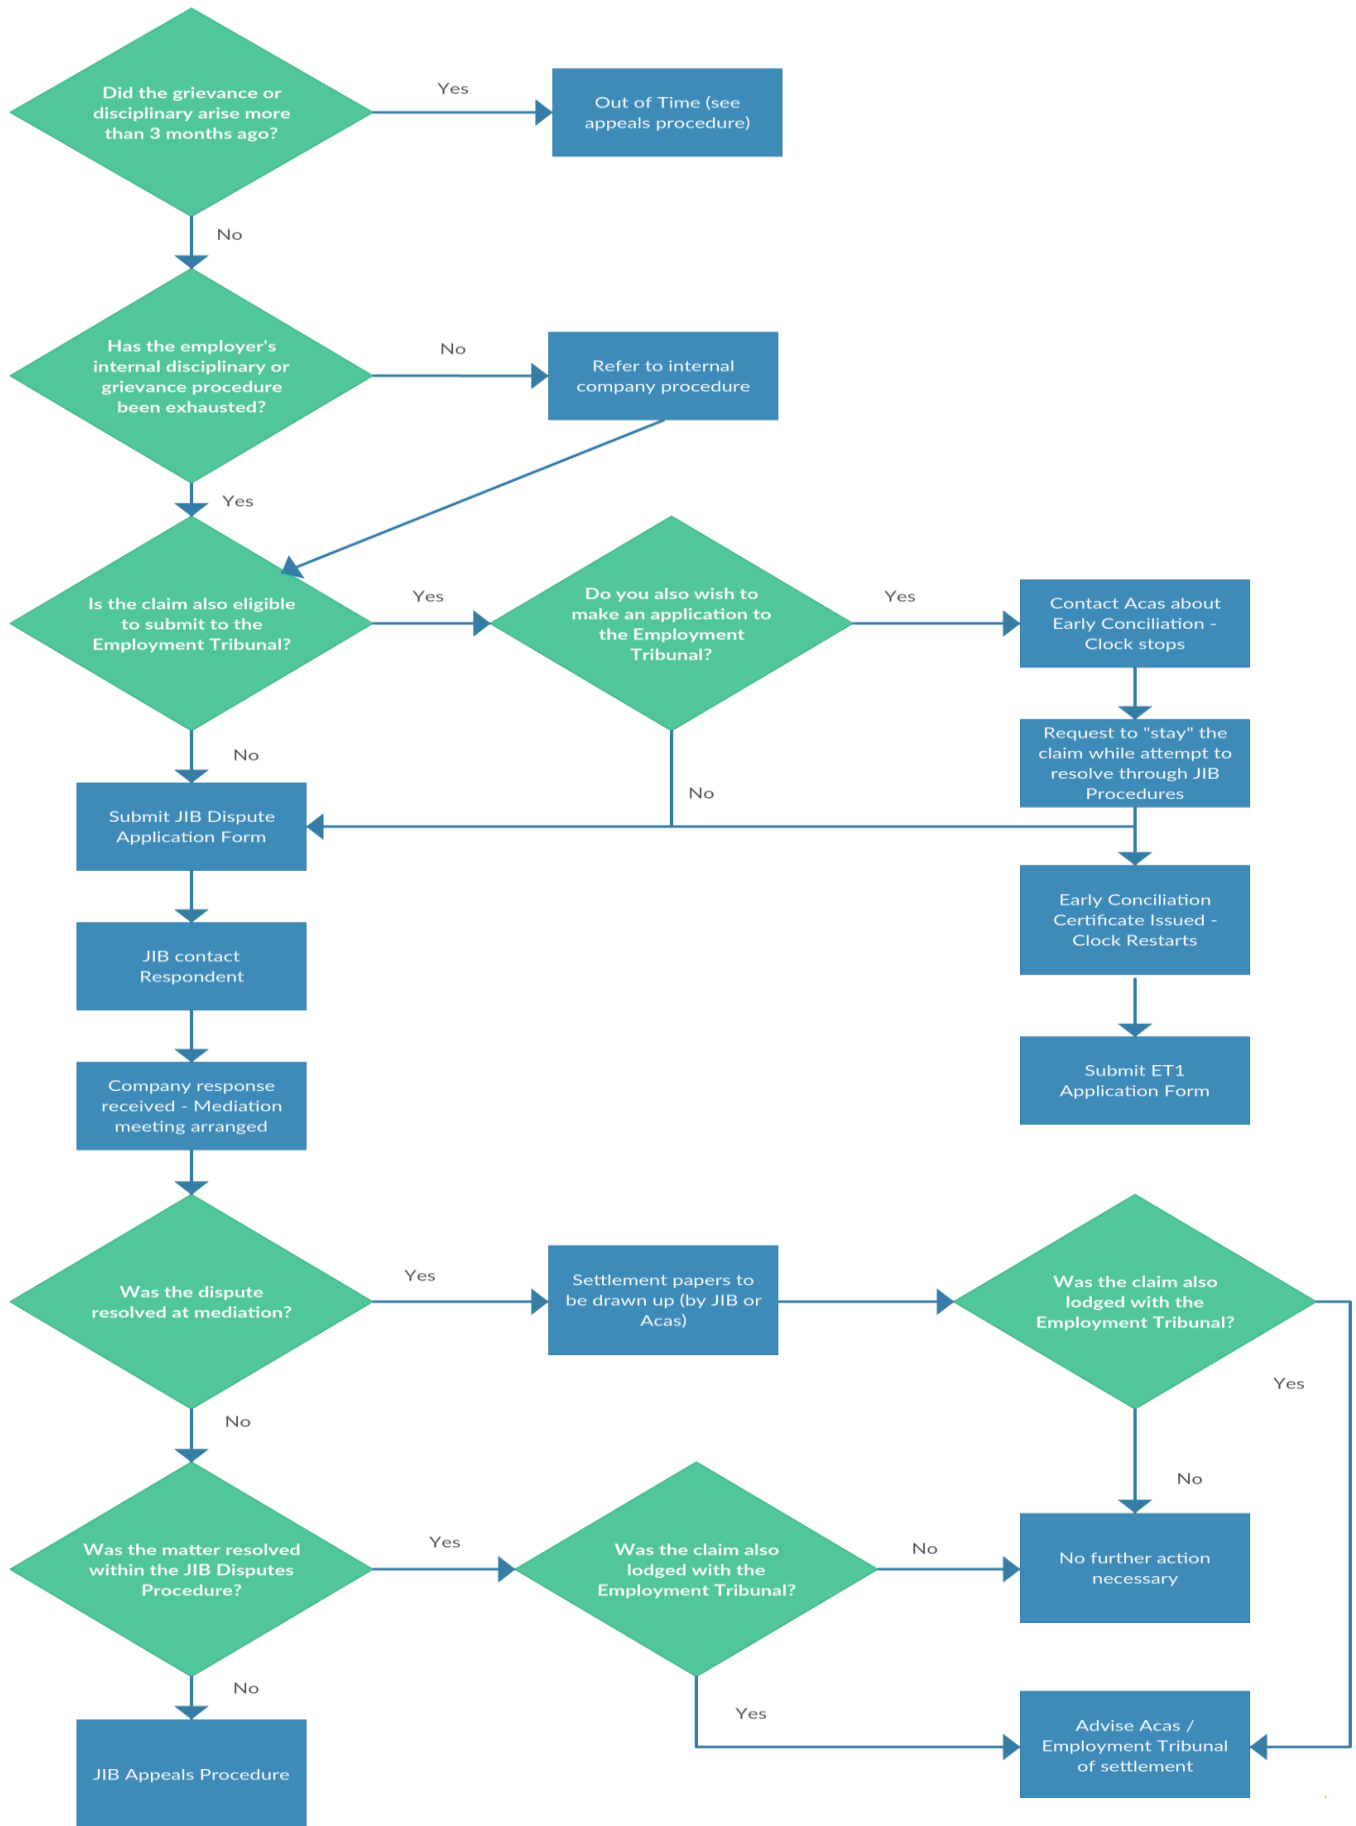 Did the grievance or
disciplinary arise more
than 3 months ago?
Yes
Out of Time (see
appeals procedure)
No
Has the employer's
internal disciplinary or
grievance procedure
been exhausted?
No
Refer to internal
company procedure
Yes
Is the claim also eligible
to submit to the
Employment Tribunal?
Yes
Do you also wish to
make an application to
the Employment
Tribunal?
Yes
Contact Acas about
Early Conciliation -
Clock stops
No
No
Request to "stay" the
claim while attempt to
resolve through JIB
Procedures
Submit JIB Dispute
Application Form
Early Conciliation
Certificate Issued -
Clock Restarts
JIB contact
Respondent
Submit ET1
Application Form
Company response
received - Mediation
meeting arranged
Was the dispute
resolved at mediation?
Yes
Settlement papers to
be drawn up (by JIB or
Acas)
Was the claim also
lodged with the
Employment Tribunal?
Yes
No
No
Was the matter resolved
within the JIB Disputes
Procedure?
Yes
Was the claim also
lodged with the
Employment Tribunal?
No
No further action
necessary
No
Yes
Advise Acas /
Employment Tribunal
of settlement
JIB Appeals Procedure